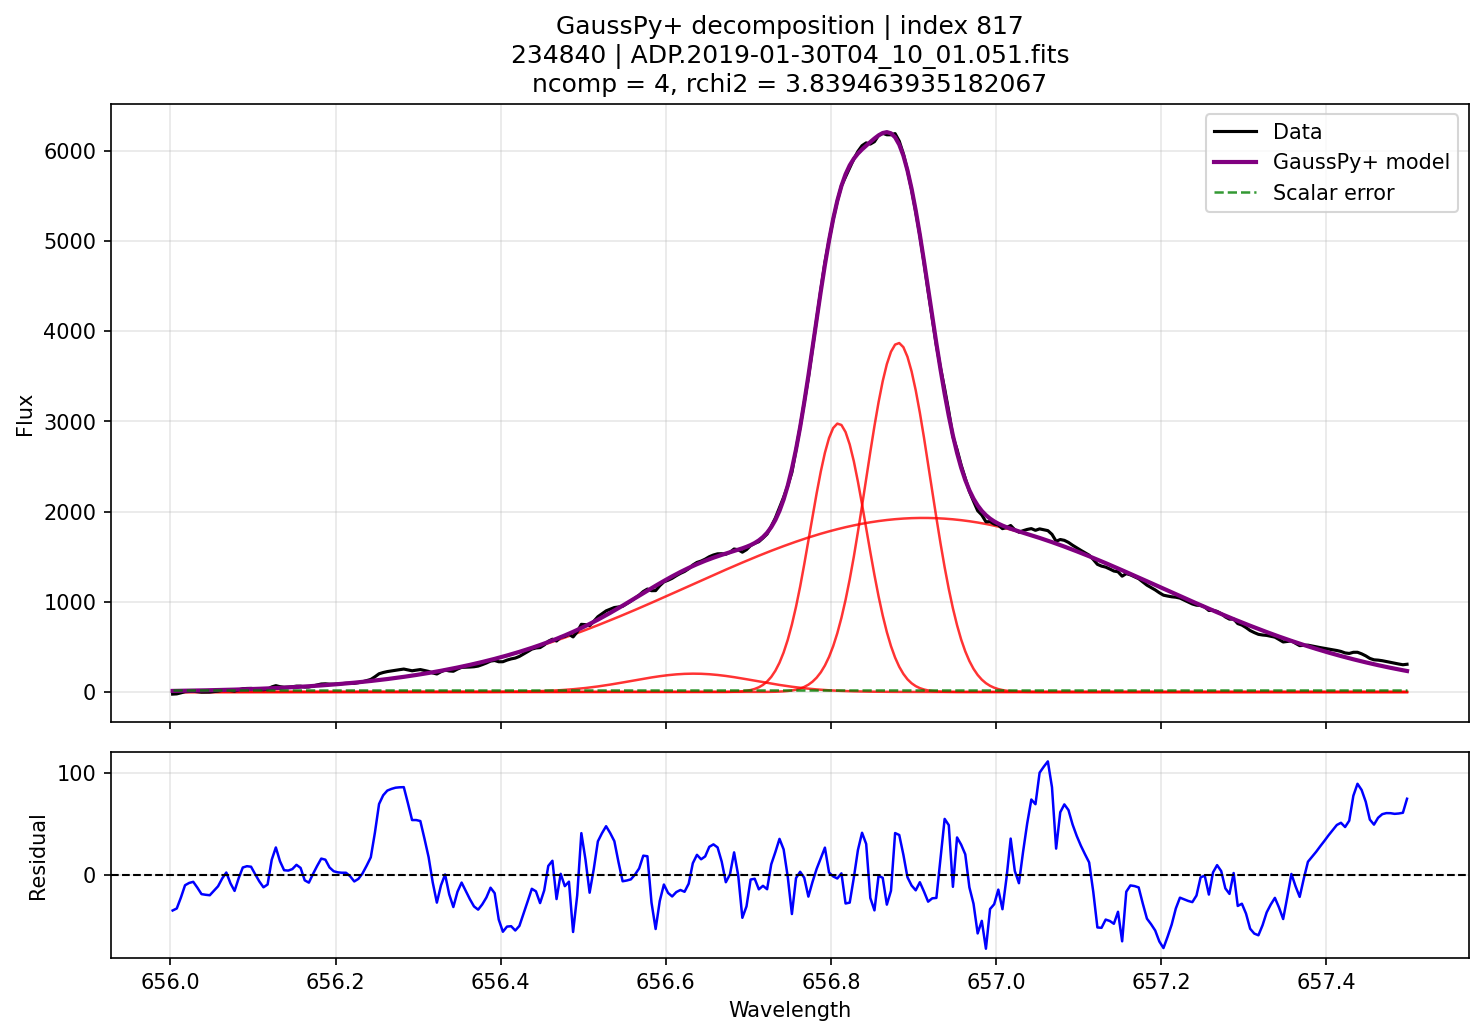 GaussPy+ decomposition | index 817
234840 | ADP.2019-01-30T04_10_01.051.fits
ncomp = 4, rchi2 = 3.839463935182067
Data
GaussPy+ model
Scalar error
6000
5000
4000
3000
2000
1000
0
Flux
100
0
Residual
656.0 656.2 656.4 656.6 656.8 657.0 657.2 657.4
Wavelength